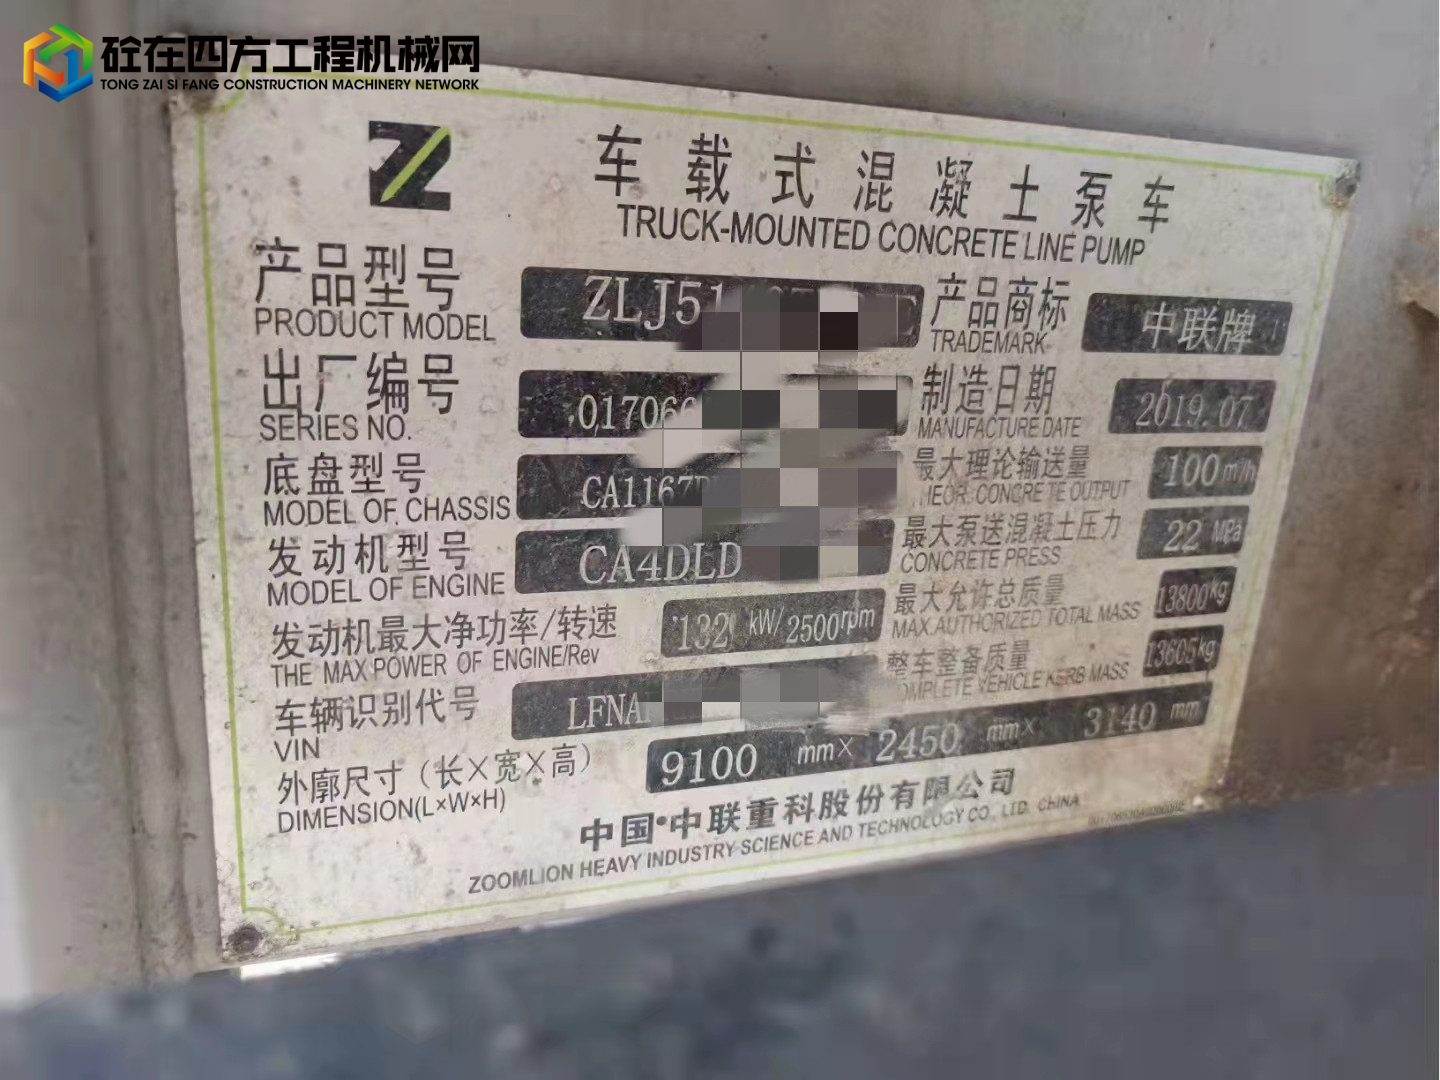 砼在四方工程机械网
TONG ZAI SI FANG CONSTRUCTION MACHINERY NETWORK
车载式混凝土泵车
TRUCK-MOUNTED CONCRETE LINE PUMP
产品型号 ZLJ51
PRODUCT MODEL
产品商标 中联牌
TRADEMARK
出厂编号 01706
SERIES NO.
制造日期 2019.07
MANUFACTURE DATE
底盘型号 CA1167
MODEL OF CHASSIS
最大理论输送量 100m³/h
THEOR. CONCRETE OUTPUT
发动机型号 CA4DLD
MODEL OF ENGINE
最大泵送混凝土压力 22 MPa
CONCRETE PRESS
发动机最大净功率/转速 132 kW/2500rpm
THE MAX POWER OF ENGINE/Rev
最大允许总质量 13800kg
MAX.AUTHORIZED TOTAL MASS
车辆识别代号 LFNA
VIN
整车整备质量 13605kg
COMPLETE VEHICLE KERB MASS
外廓尺寸（长×宽×高） 9100 mm× 2450 mm× 3140 mm
DIMENSION(L×W×H)
中国•中联重科股份有限公司
ZOOMLION HEAVY INDUSTRY SCIENCE AND TECHNOLOGY CO., LTD. CHINA